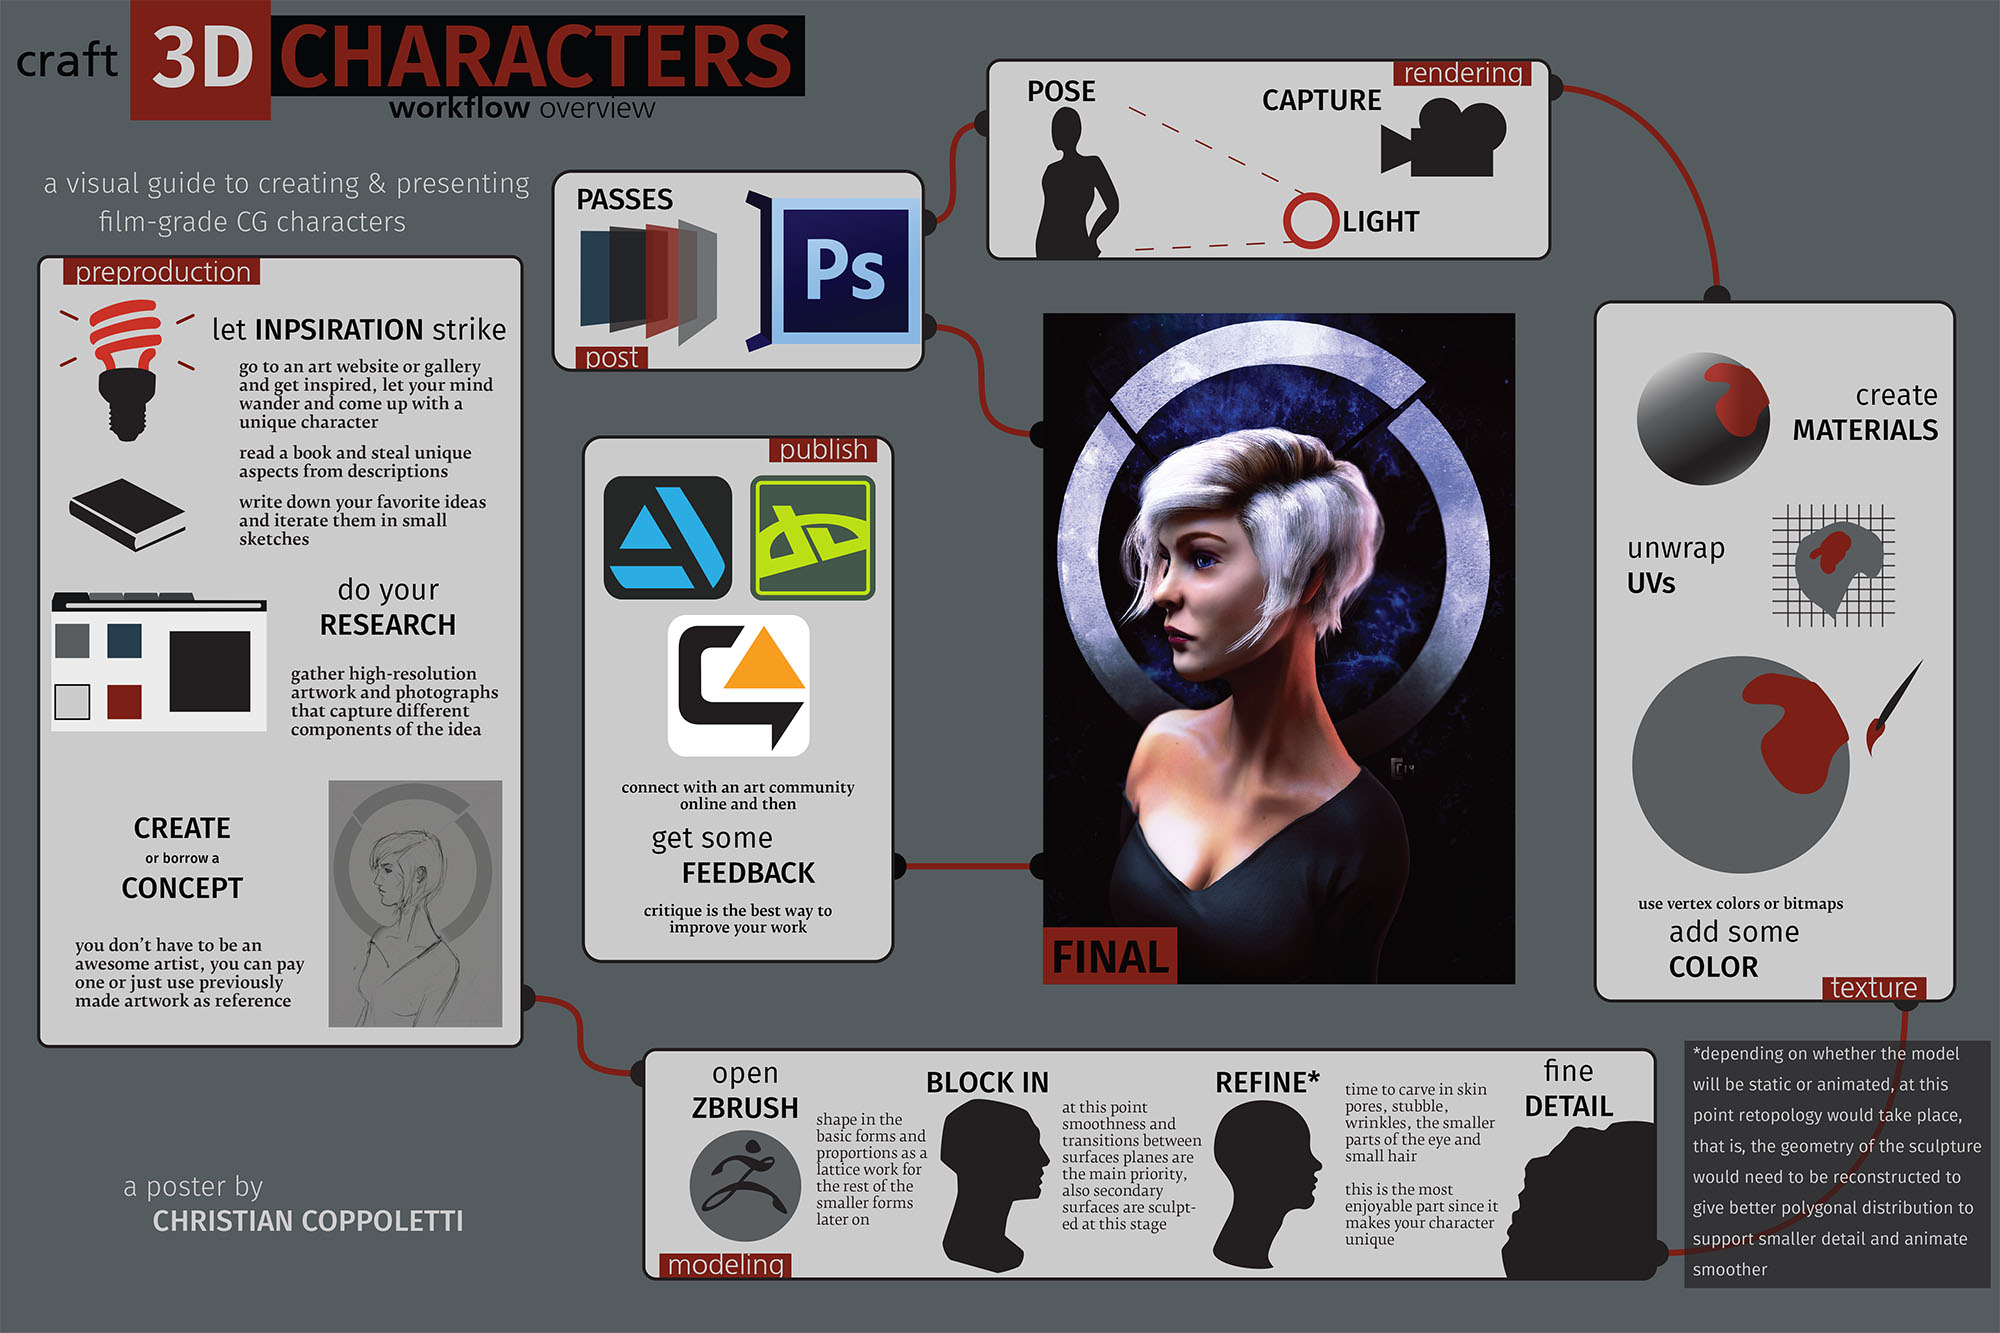 craft 3D CHARACTERS
workflow overview
a visual guide to creating & presenting
film-grade CG characters
preproduction
let INPSIRATION strike
go to an art website or gallery
and get inspired, let your mind
wander and come up with a
unique character
read a book and steal unique
aspects from descriptions
write down your favorite ideas
and iterate them in small
sketches
do your
RESEARCH
gather high-resolution
artwork and photographs
that capture different
components of the idea
CREATE
or borrow a
CONCEPT
you don't have to be an
awesome artist, you can pay
one or just use previously
made artwork as reference
a poster by
CHRISTIAN COPPOLETTI
open
ZBRUSH
modeling
shape in the
basic forms and
proportions as a
lattice work for
the rest of the
smaller forms
later on
BLOCK IN
at this point
smoothness and
transitions between
surfaces planes are
the main priority,
also secondary
surfaces are sculpt-
ed at this stage
REFINE*
time to carve in skin
pores, stubble,
wrinkles, the smaller
parts of the eye and
small hair
this is the most
enjoyable part since it
makes your character
unique
fine
DETAIL
*depending on whether the model
will be static or animated, at this
point retopology would take place,
that is, the geometry of the sculpture
would need to be reconstructed to
give better polygonal distribution to
support smaller detail and animate
smoother
create
MATERIALS
unwrap
UVs
use vertex colors or bitmaps
add some
COLOR
texture
rendering
POSE
CAPTURE
LIGHT
PASSES
Ps
post
FINAL
publish
connect with an art community
online and then
get some
FEEDBACK
critique is the best way to
improve your work